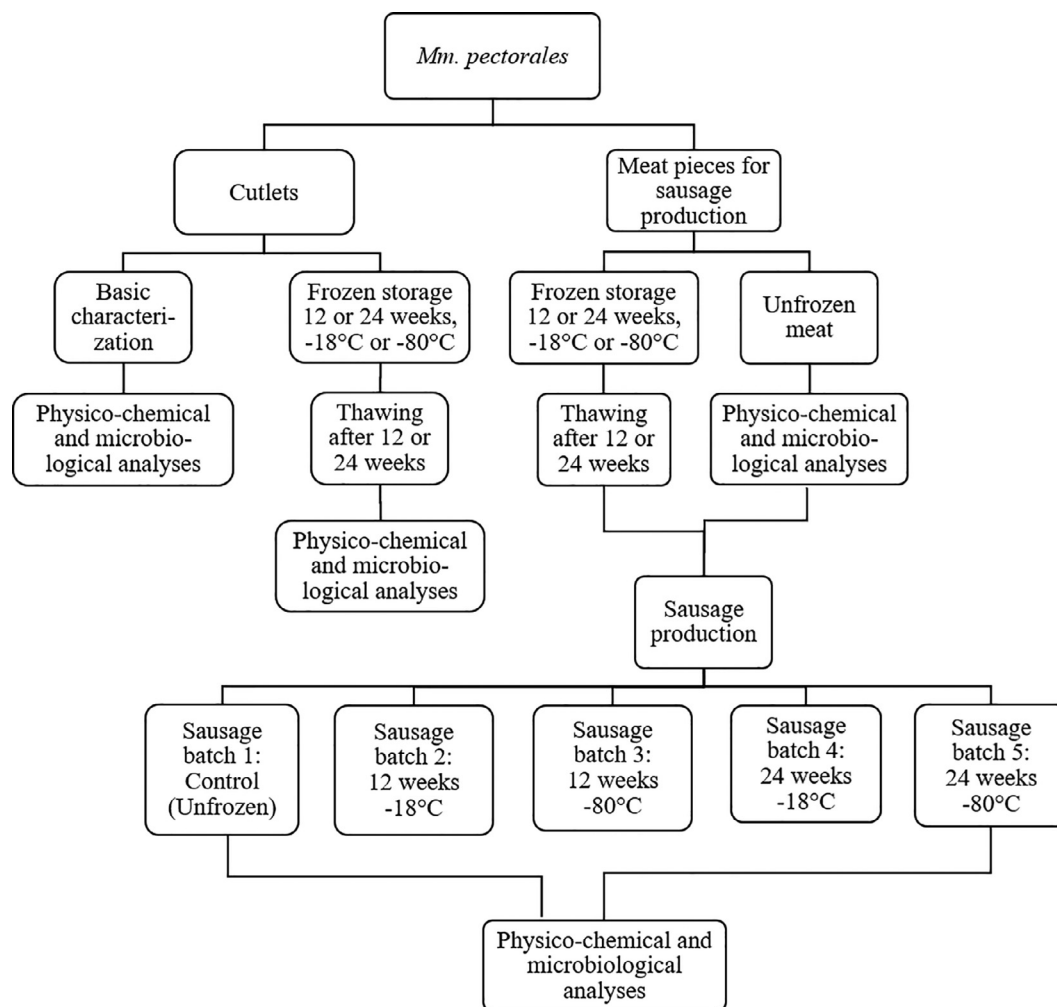 Mm. pectorales
Cutlets
Meat pieces for
sausage
production
Basic
characteri-
zation
Frozen storage
12 or 24 weeks,
-18°C or -80°C
Frozen storage
12 or 24 weeks,
-18°C or -80°C
Unfrozen
meat
Physico-chemical
and microbio-
logical analyses
Thawing
after 12 or
24 weeks
Thawing
after 12 or
24 weeks
Physico-chemical
and microbio-
logical analyses
Physico-chemical
and microbio-
logical analyses
Sausage
production
Sausage
batch 1:
Control
(Unfrozen)
Sausage
batch 2:
12 weeks
-18°C
Sausage
batch 3:
12 weeks
-80°C
Sausage
batch 4:
24 weeks
-18°C
Sausage
batch 5:
24 weeks
-80°C
Physico-chemical and
microbiological
analyses